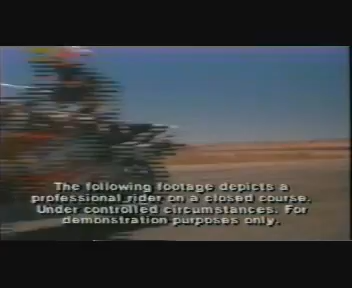 The following footage depicts a
professional rider on a closed course.
Under controlled circumstances. For
demonstration purposes only.